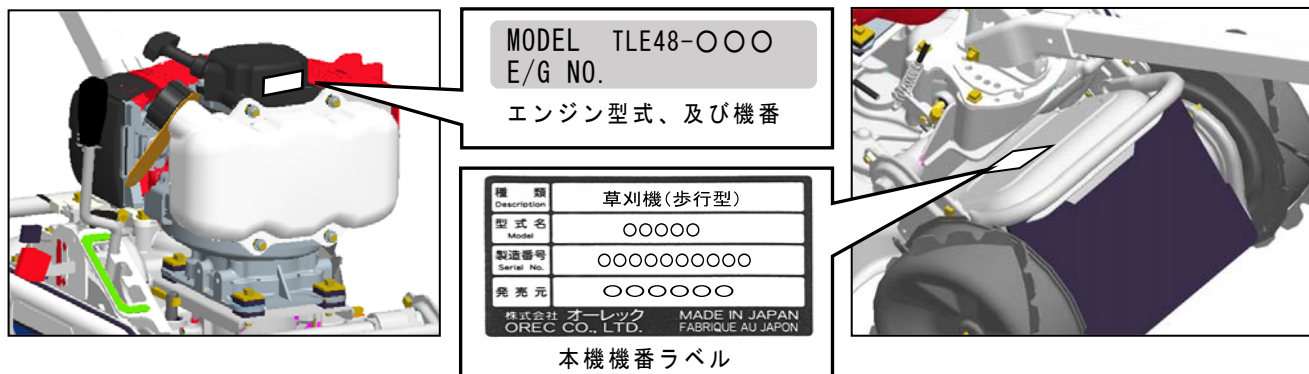 MODEL TLE48-〇〇〇
E/G NO.
エンジン型式、及び機番
種 類 草刈機(歩行型)
Description
型式名 ○○○○○
Model
製造番号 ○○○○○○○○○○
Serial No.
発売元 ○○○○○○
株式会社 オーレック MADE IN JAPAN
OREC CO., LTD. FABRIQUE AU JAPON
本機機番ラベル